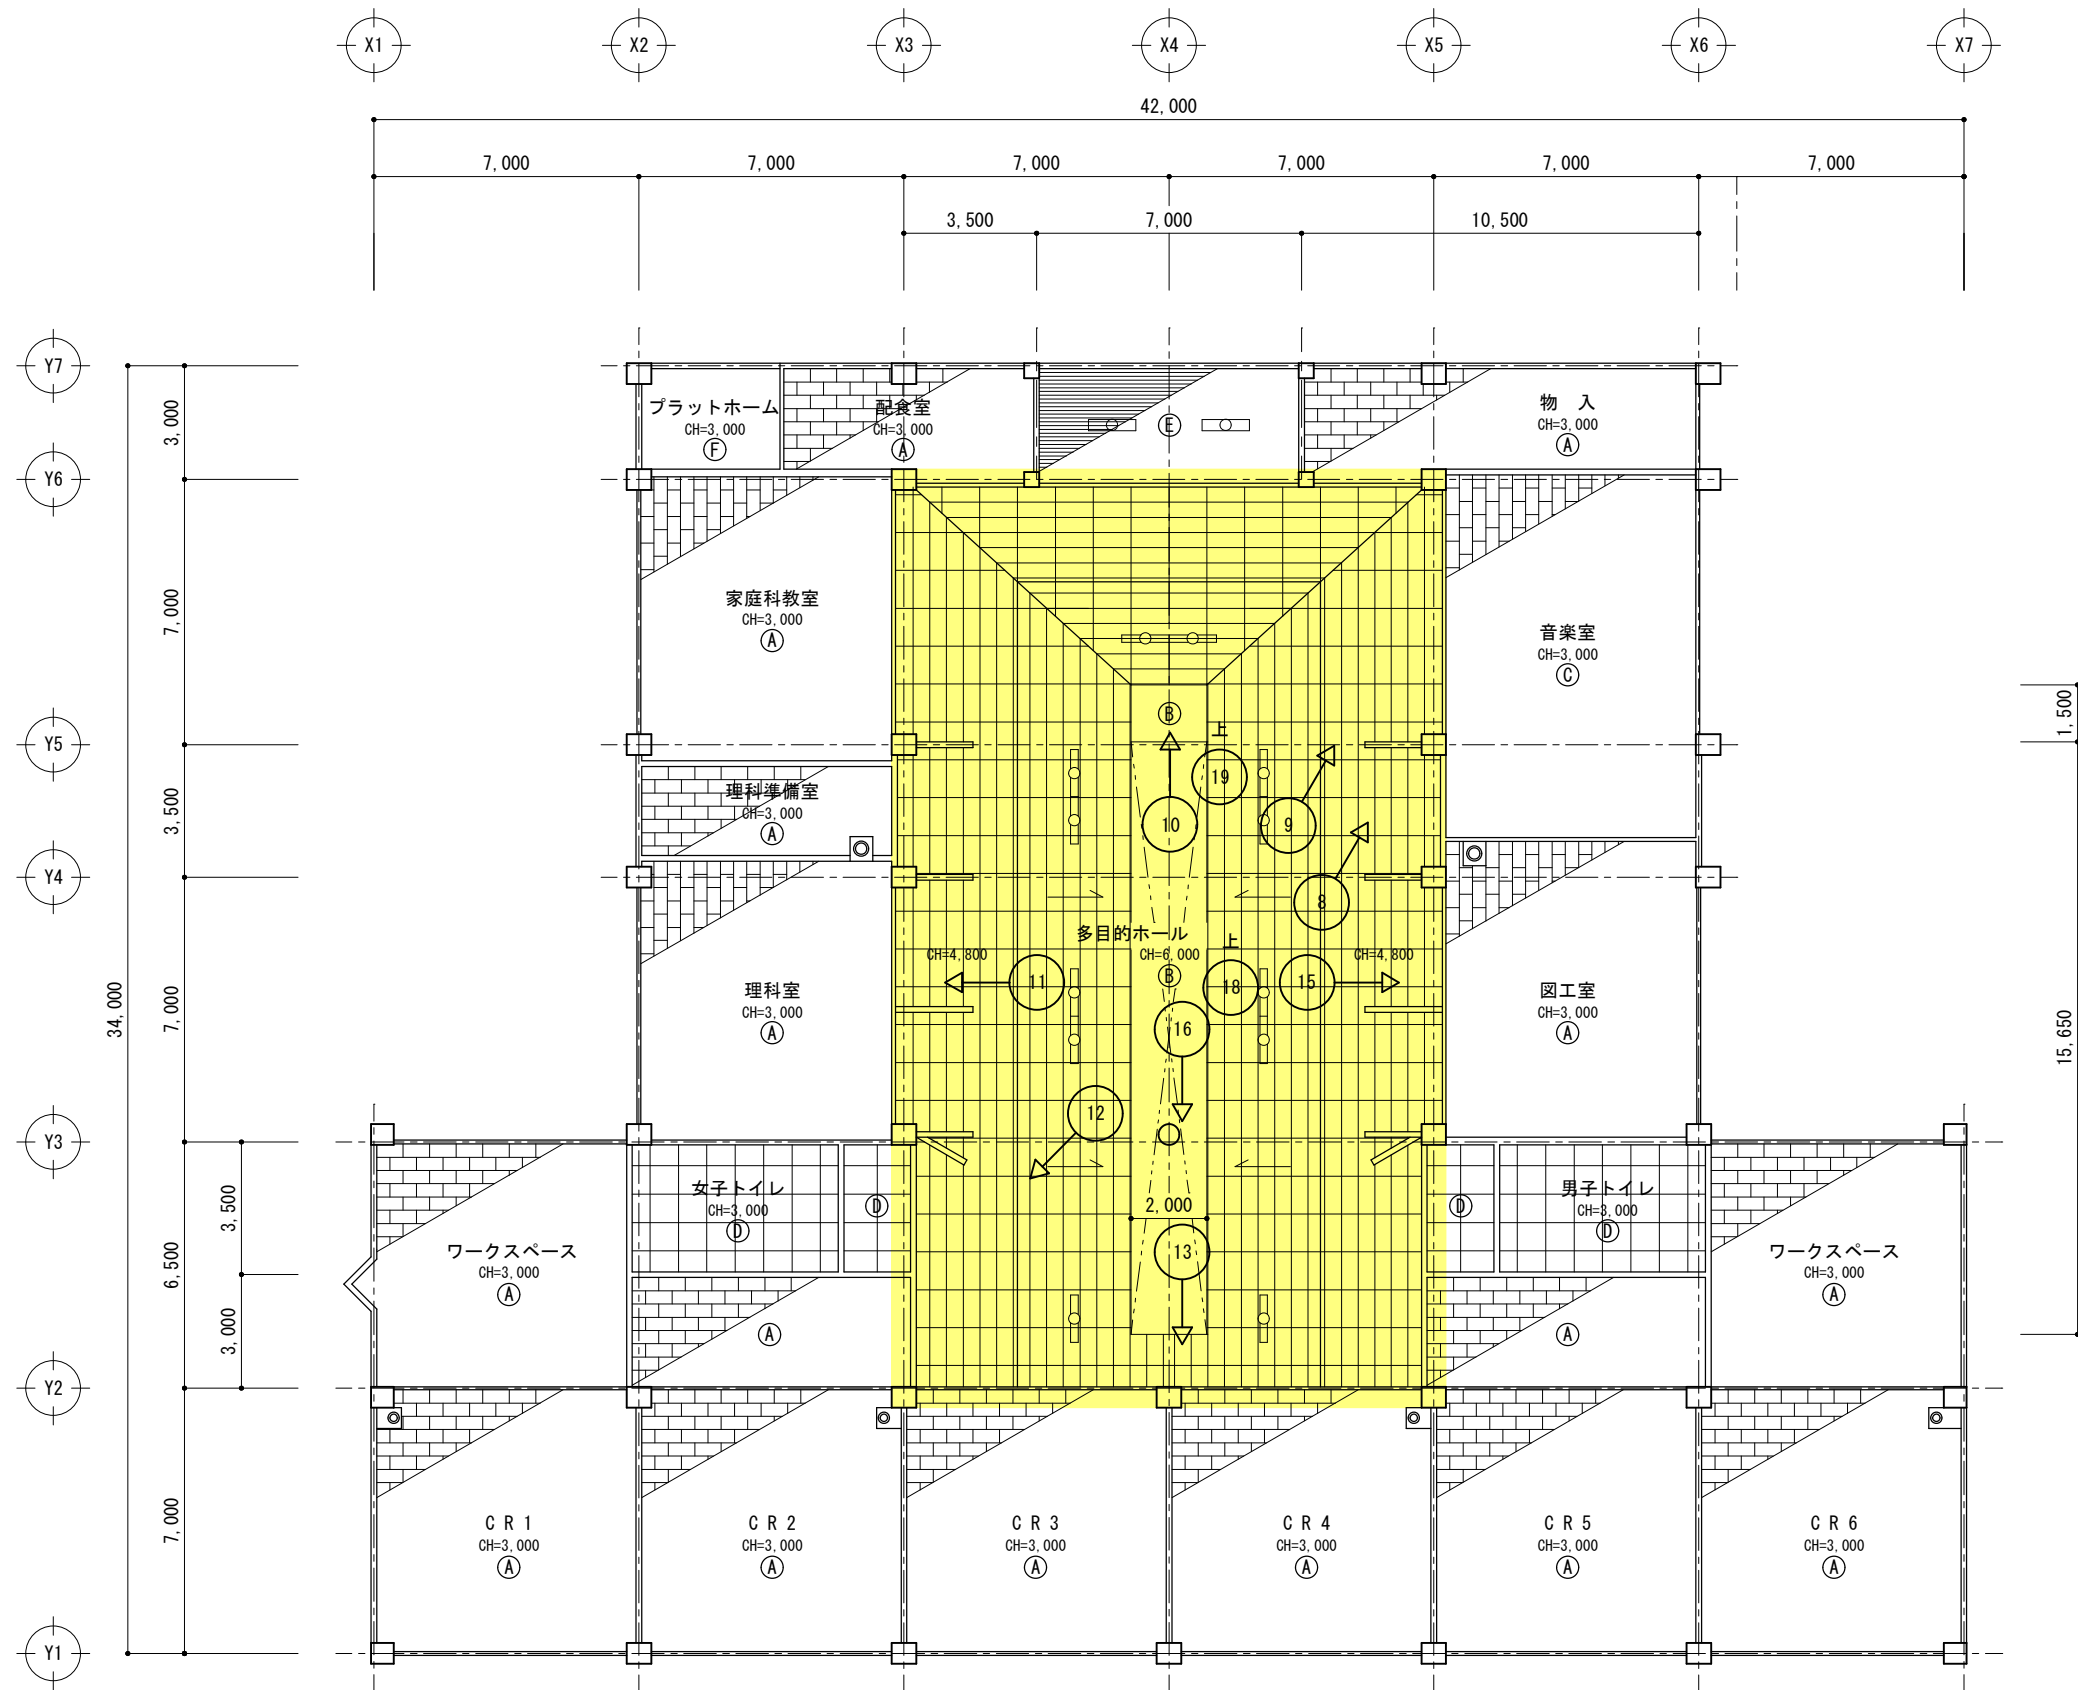 X1 X2 X3 X4 X5 X6 X7
42,000
7,000 7,000 7,000 7,000 7,000 7,000
3,500 7,000 10,500
Y7
Y6
Y5
Y4
Y3
Y2
Y1
34,000
3,000
7,000
3,500
7,000
6,500
7,000
3,500
3,000
1,500
15,650
プラットホーム
CH=3,000
F
配食室
CH=3,000
A
E
物 入
CH=3,000
A
家庭科教室
CH=3,000
A
音楽室
CH=3,000
C
B
上
19
10
9
8
理科準備室
CH=3,000
A
多目的ホール
CH=6,000
B
上
CH=4,800
CH=4,800
11
18
15
16
12
13
2,000
理科室
CH=3,000
A
図工室
CH=3,000
A
ワークスペース
CH=3,000
A
女子トイレ
CH=3,000
D
D
A
D
男子トイレ
CH=3,000
D
A
ワークスペース
CH=3,000
A
CR1
CH=3,000
A
CR2
CH=3,000
A
CR3
CH=3,000
A
CR4
CH=3,000
A
CR5
CH=3,000
A
CR6
CH=3,000
A